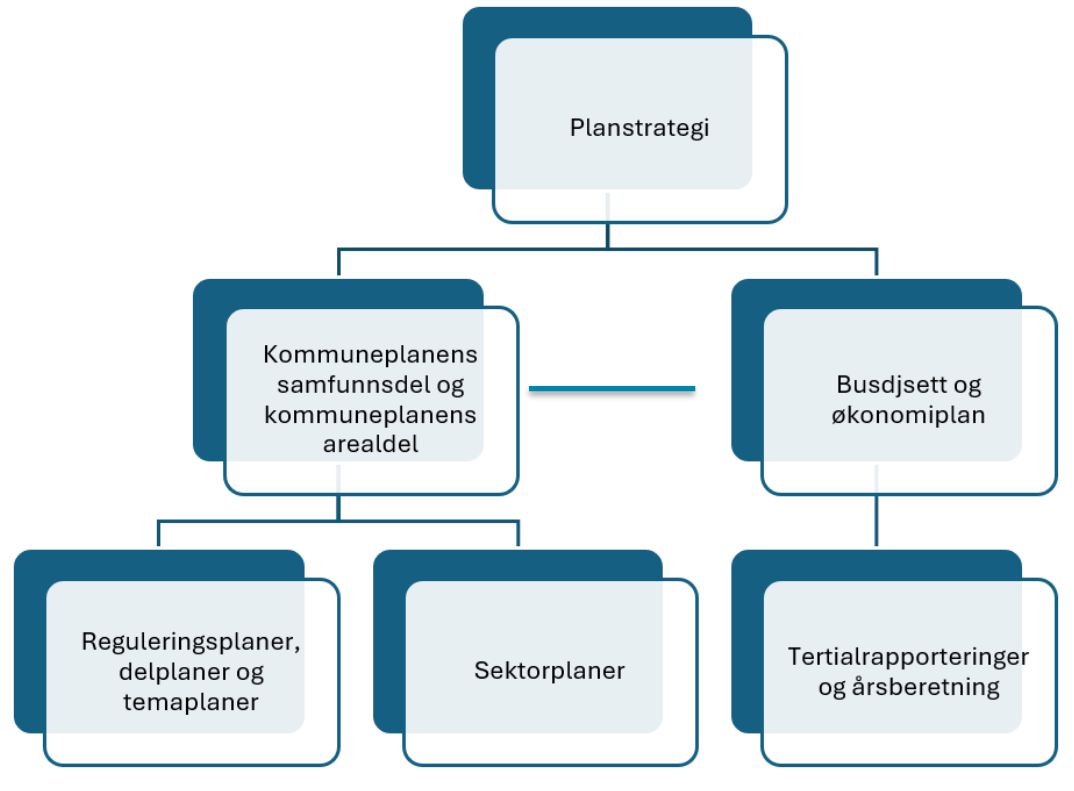 Planstrategi
Kommuneplanens
samfunnsdel og
kommuneplanens
arealdel
Busdjsett og
økonomiplan
Reguleringsplaner,
delplaner og
temaplaner
Sektorplaner
Tertialrapporteringer
og årsberetning